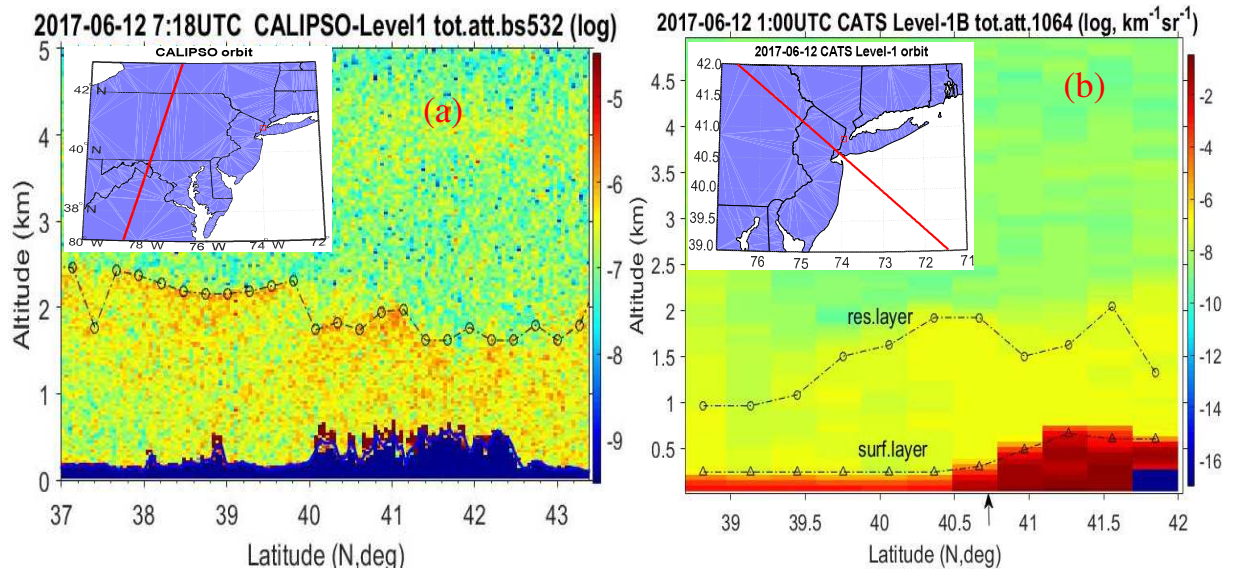 2017-06-12 7:18UTC CALIPSO-Level1 tot.att.bs532 (log)
CALIPSO orbit
42
40 N
38 N
80 W 78 W 76 W 74 W 72
(a)
5
4
3
2
1
0
Altitude (km)
37 38 39 40 41 42 43
Latitude (N,deg)
-5
-6
-7
-8
-9
2017-06-12 1:00UTC CATS Level-1B tot.att.1064 (log, km-1sr-1)
2017-06-12 CATS Level-1 orbit
42.0
41.5
41.0
40.5
40.0
39.5
39.0
76 75 74 73 72 71
(b)
4.5
4
3.5
3
2.5
2
1.5
1
0.5
Altitude (km)
res.layer
surf.layer
39 39.5 40 40.5 41 41.5 42
Latitude (N,deg)
-2
-4
-6
-8
-10
-12
-14
-16